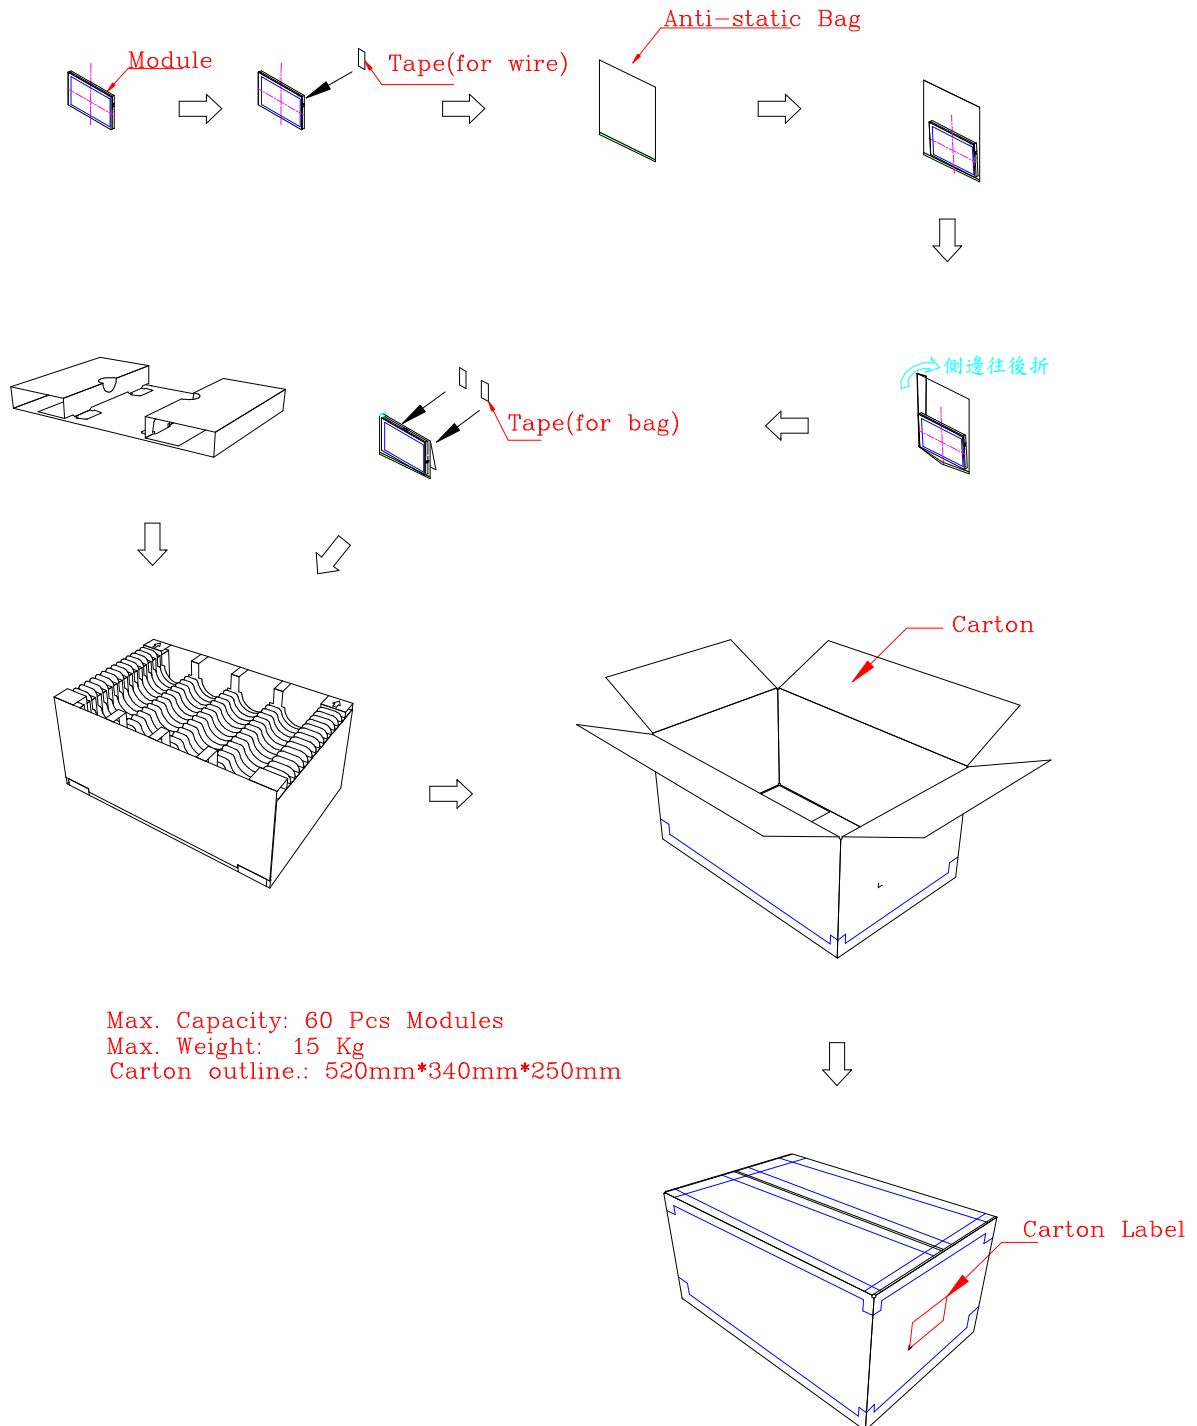 Anti-static Bag
Module
Tape(for wire)
側邊往後折
Tape(for bag)
Carton
Max. Capacity: 60 Pcs Modules
Max. Weight: 15 Kg
Carton outline.: 520mm*340mm*250mm
Carton Label